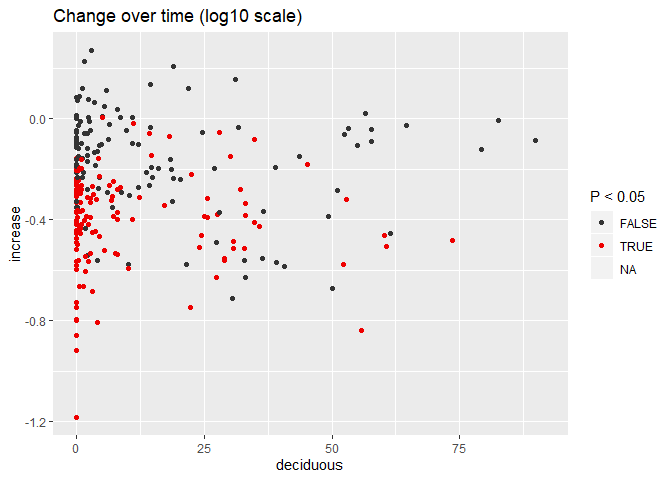 Change over time (log10 scale)
increase
0.0
-0.4
-0.8
-1.2
0 25 50 75
deciduous
P < 0.05
FALSE
TRUE
NA